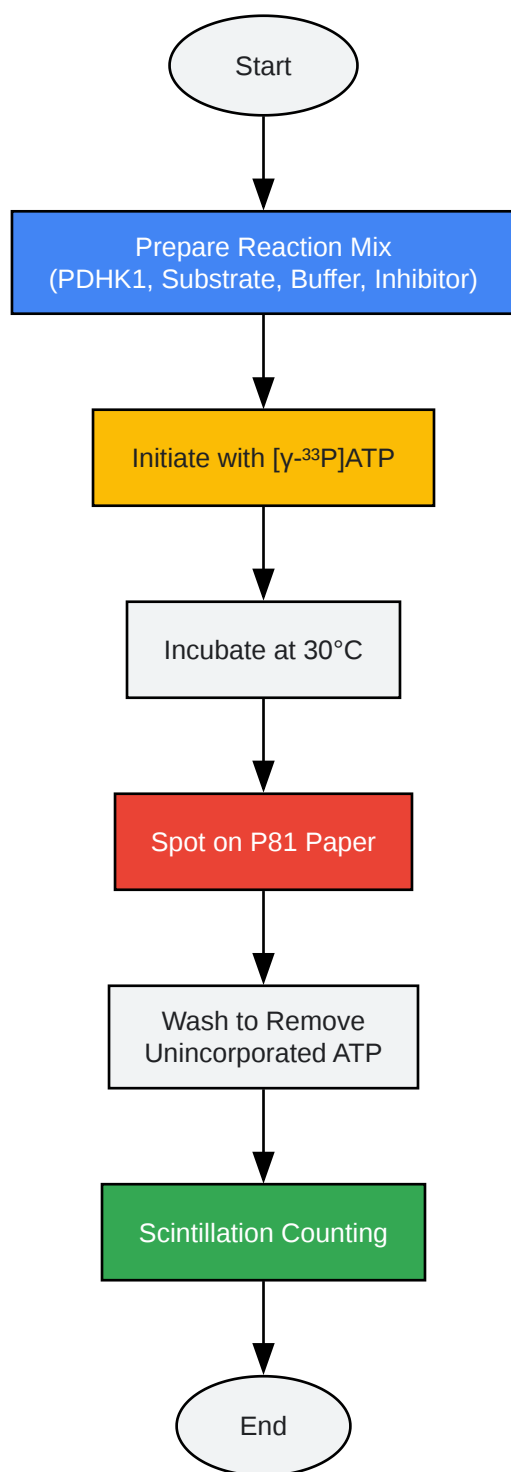 Start
Prepare Reaction Mix
(PDHK1, Substrate, Buffer, Inhibitor)
Initiate with [γ-³³P]ATP
Incubate at 30°C
Spot on P81 Paper
Wash to Remove
Unincorporated ATP
Scintillation Counting
End